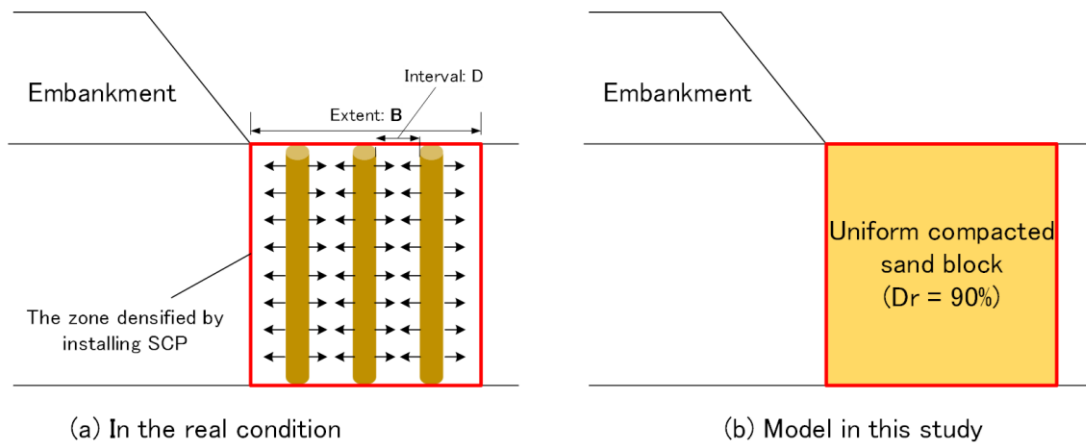 Embankment
Interval: D
Extent: B
The zone densified by
installing SCP
(a) In the real condition
Embankment
Uniform compacted
sand block
(Dr = 90%)
(b) Model in this study